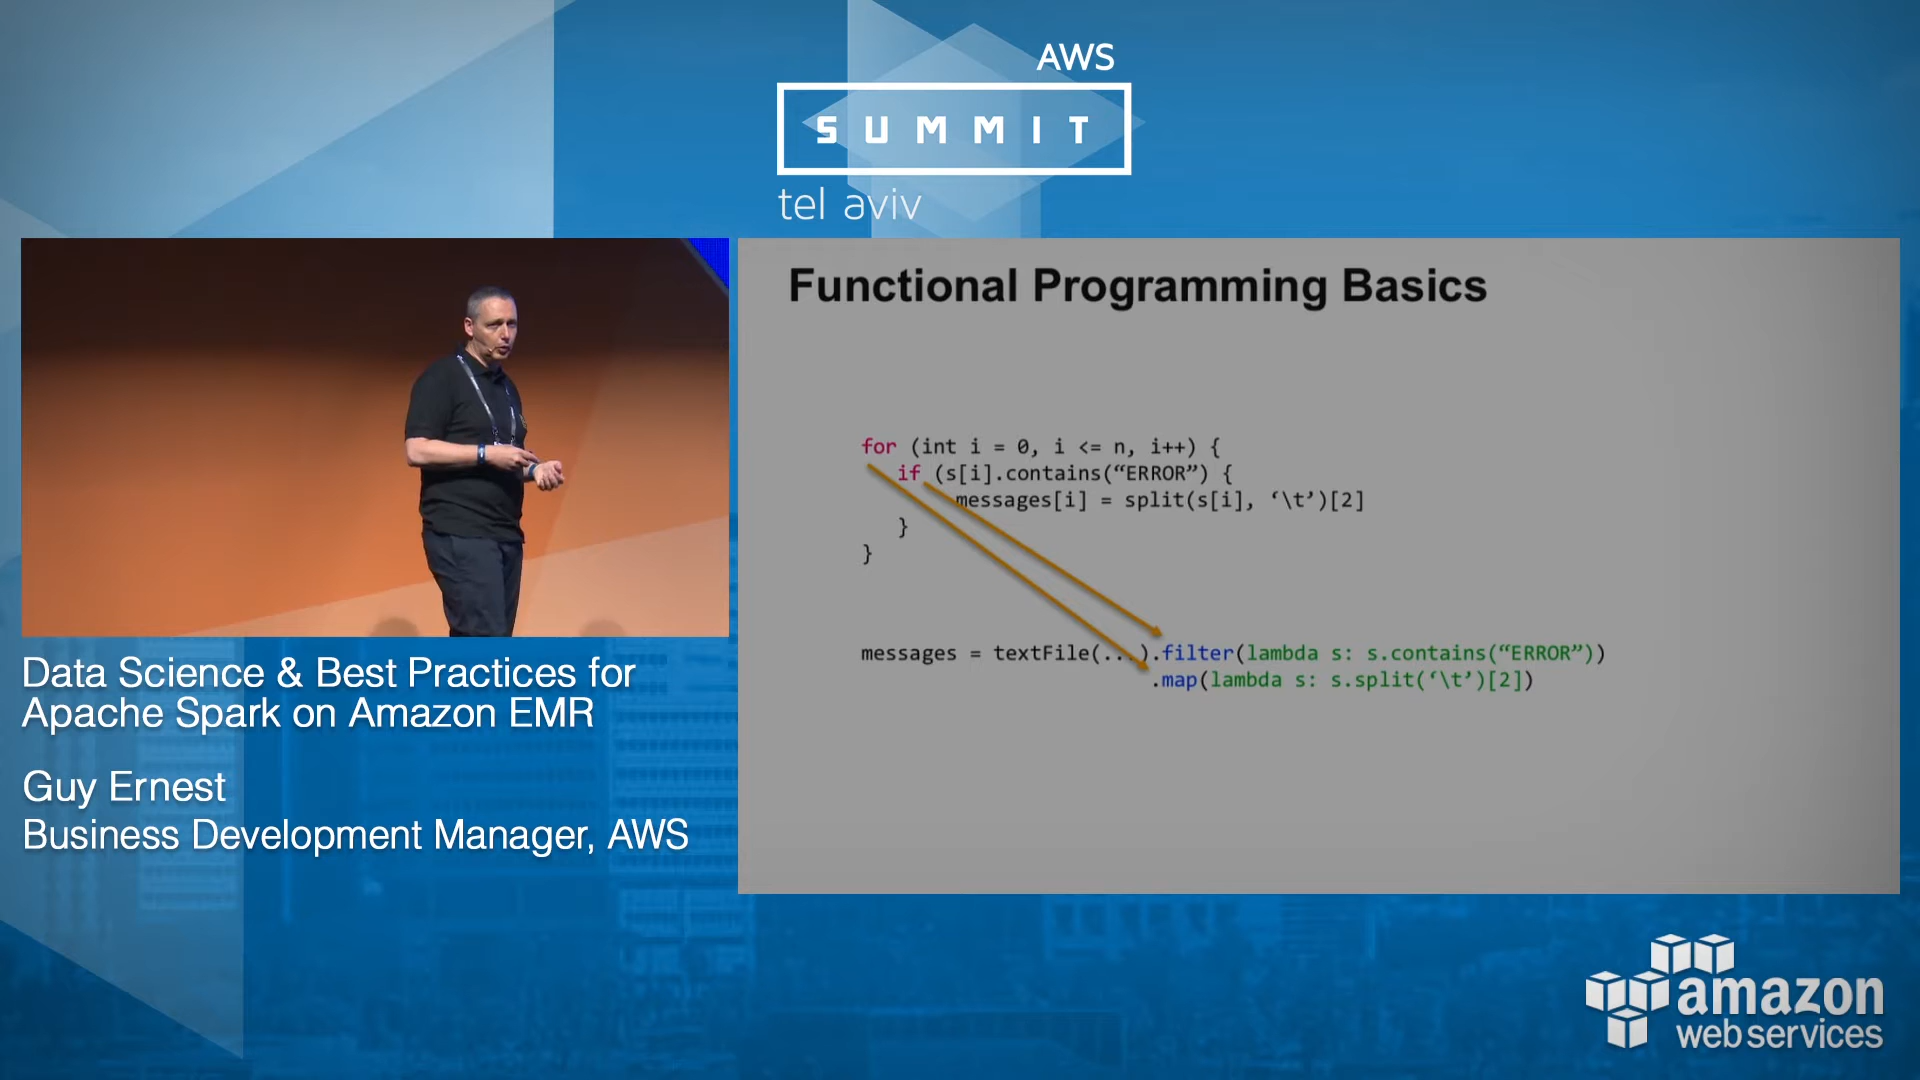 AWS
SUMMIT
tel aviv
Functional Programming Basics
for (int i = 0, i <= n, i++) {
if (s[i].contains(“ERROR”) {
messages[i] = split(s[i], ‘\t’)[2]
}
}
messages = textFile(...).filter(lambda s: s.contains(“ERROR”))
.map(lambda s: s.split(‘\t’)[2])
Data Science & Best Practices for
Apache Spark on Amazon EMR
Guy Ernest
Business Development Manager, AWS
amazon
web services